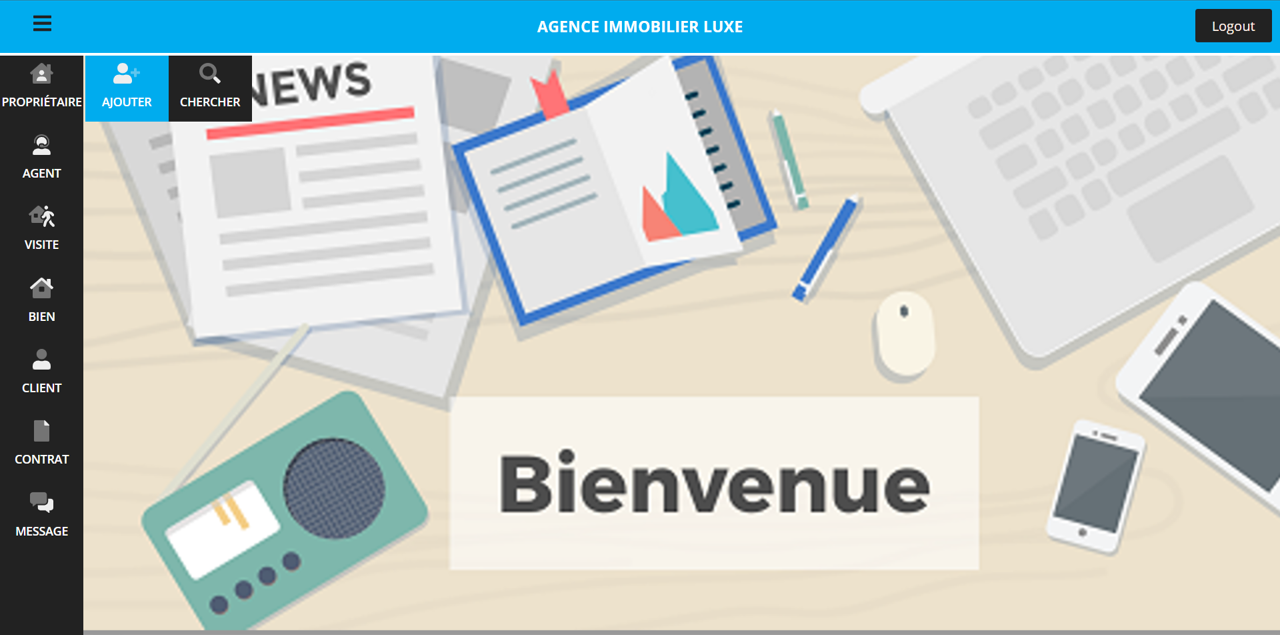 AGENCE IMMOBILIER LUXE
Logout
PROPRIÉTAIRE
AJOUTER
CHERCHER
NEWS
AGENT
VISITE
BIEN
CLIENT
CONTRAT
MESSAGE
Bienvenue